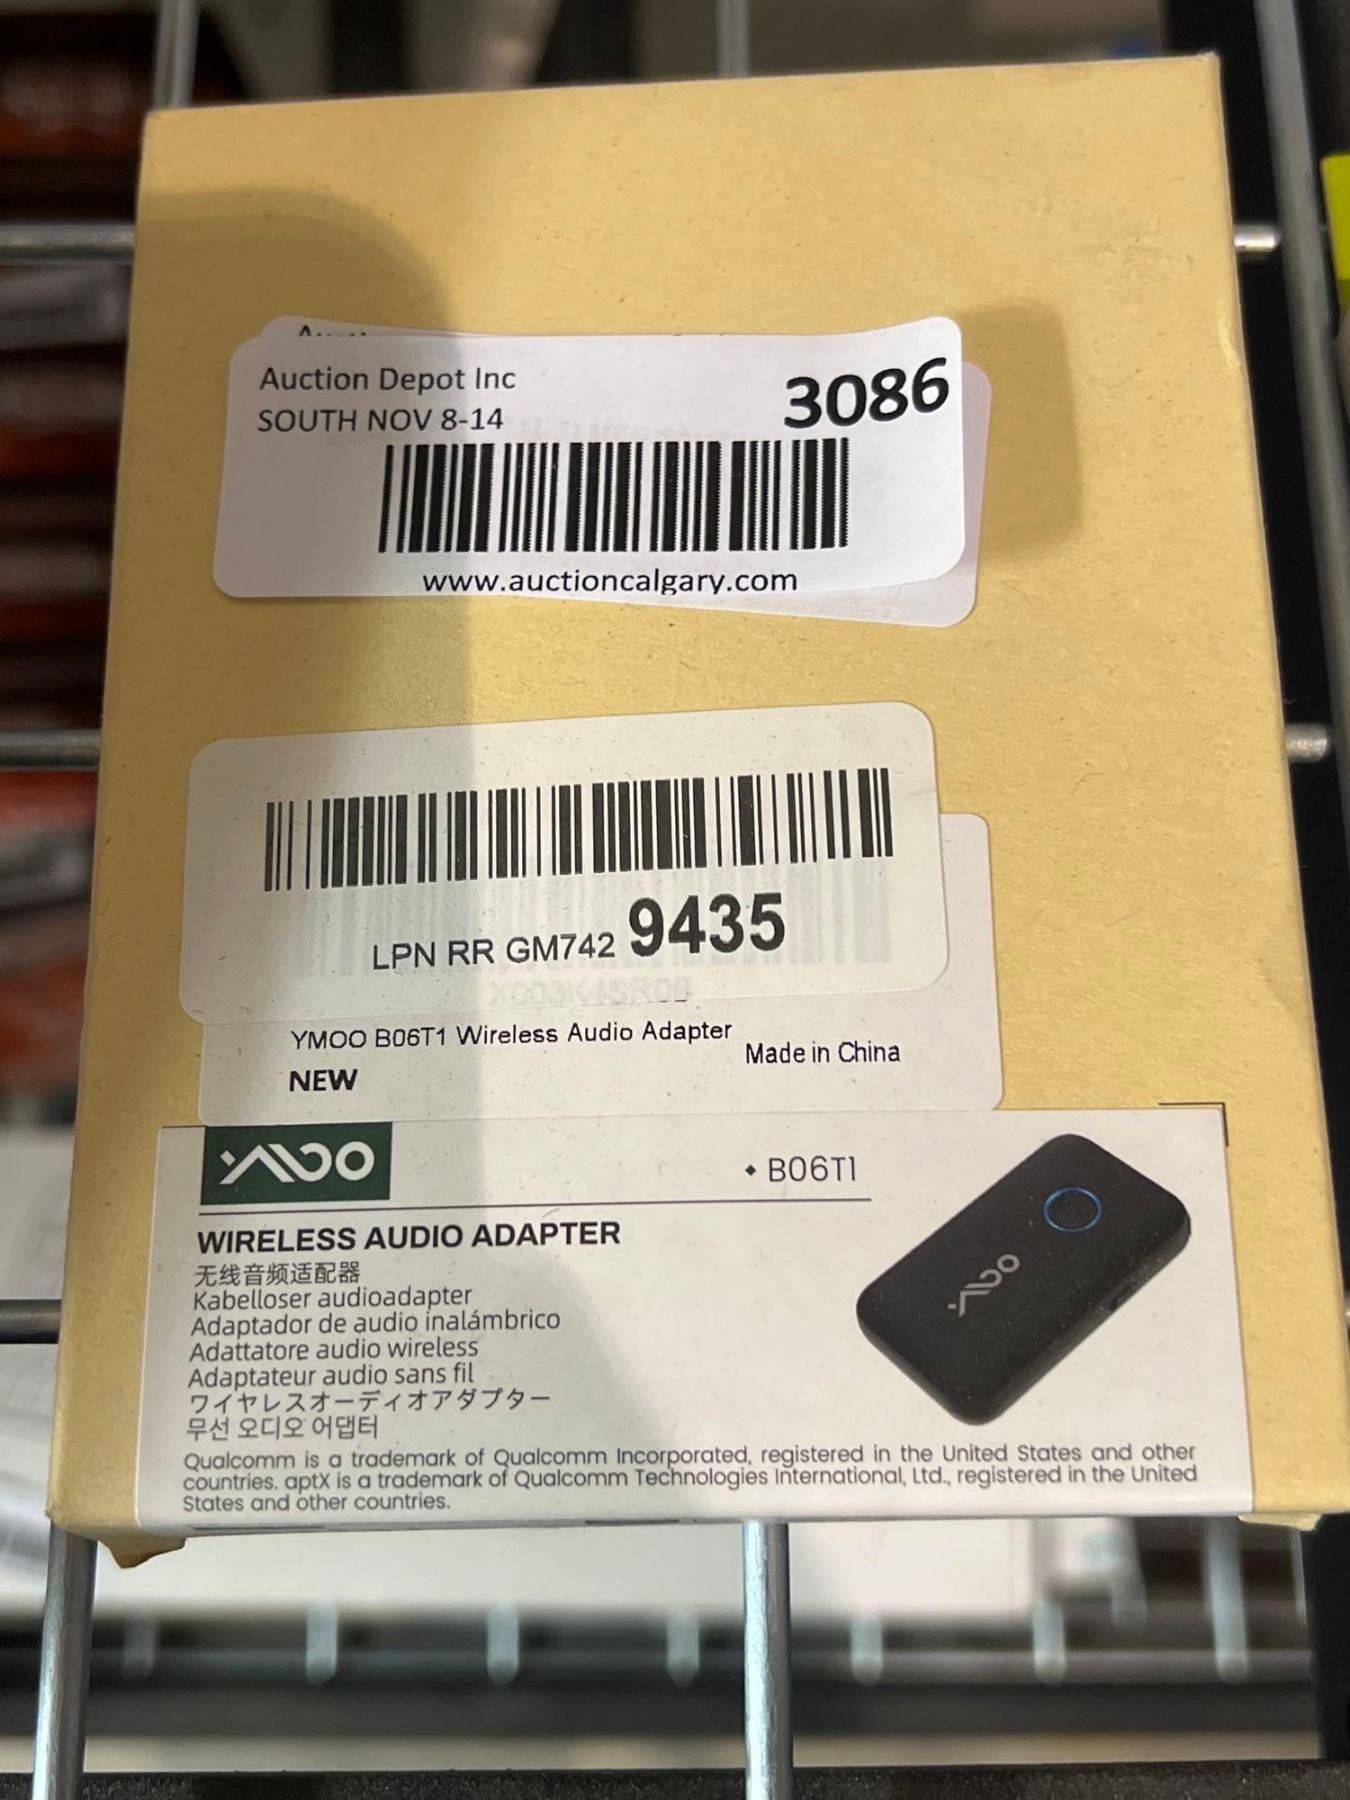 Auction Depot Inc
SOUTH NOV 8-14
3086
www.auctioncalgary.com
LPN RR GM742 9435
X003K4SR09
YMOO B06T1 Wireless Audio Adapter
NEW
Made in China
YMOO
• B06T1
WIRELESS AUDIO ADAPTER
无线音频适配器
Kabelloser audioadapter
Adaptador de audio inalámbrico
Adattatore audio wireless
Adaptateur audio sans fil
ワイヤレスオーディオアダプター
무선 오디오 어댑터
YMOO
Qualcomm is a trademark of Qualcomm Incorporated, registered in the United States and other
countries. aptX is a trademark of Qualcomm Technologies International, Ltd., registered in the United
States and other countries.